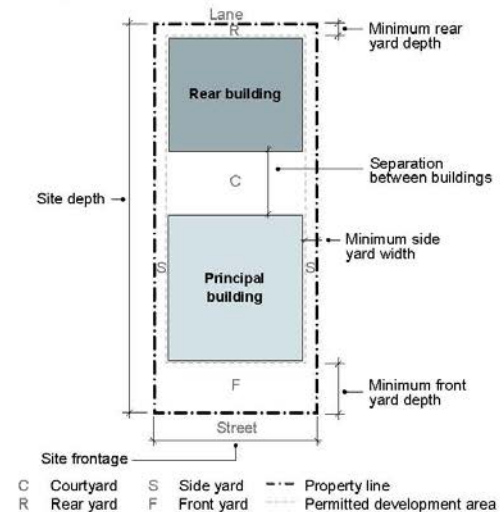 Lane
R
Minimum rear
yard depth
Rear building
Separation
between buildings
C
Site depth
Minimum side
yard width
S
S
Principal
building
Minimum front
yard depth
F
Street
Site frontage
C Courtyard S Side yard Property line
R Rear yard F Front yard Permitted development area